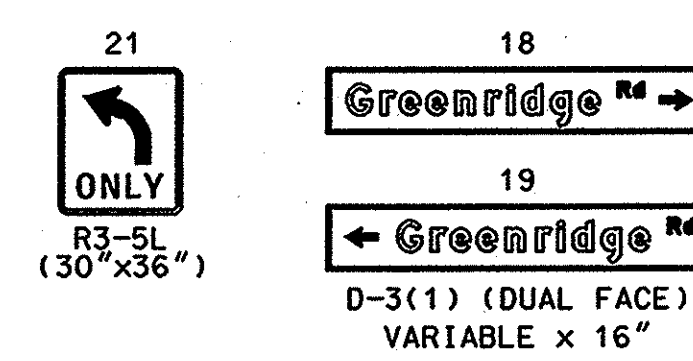 21
ONLY
R3-5L
(30"x36")
18
Greenridge Rd →
19
← Greenridge Rd
D-3(1) (DUAL FACE)
VARIABLE x 16"